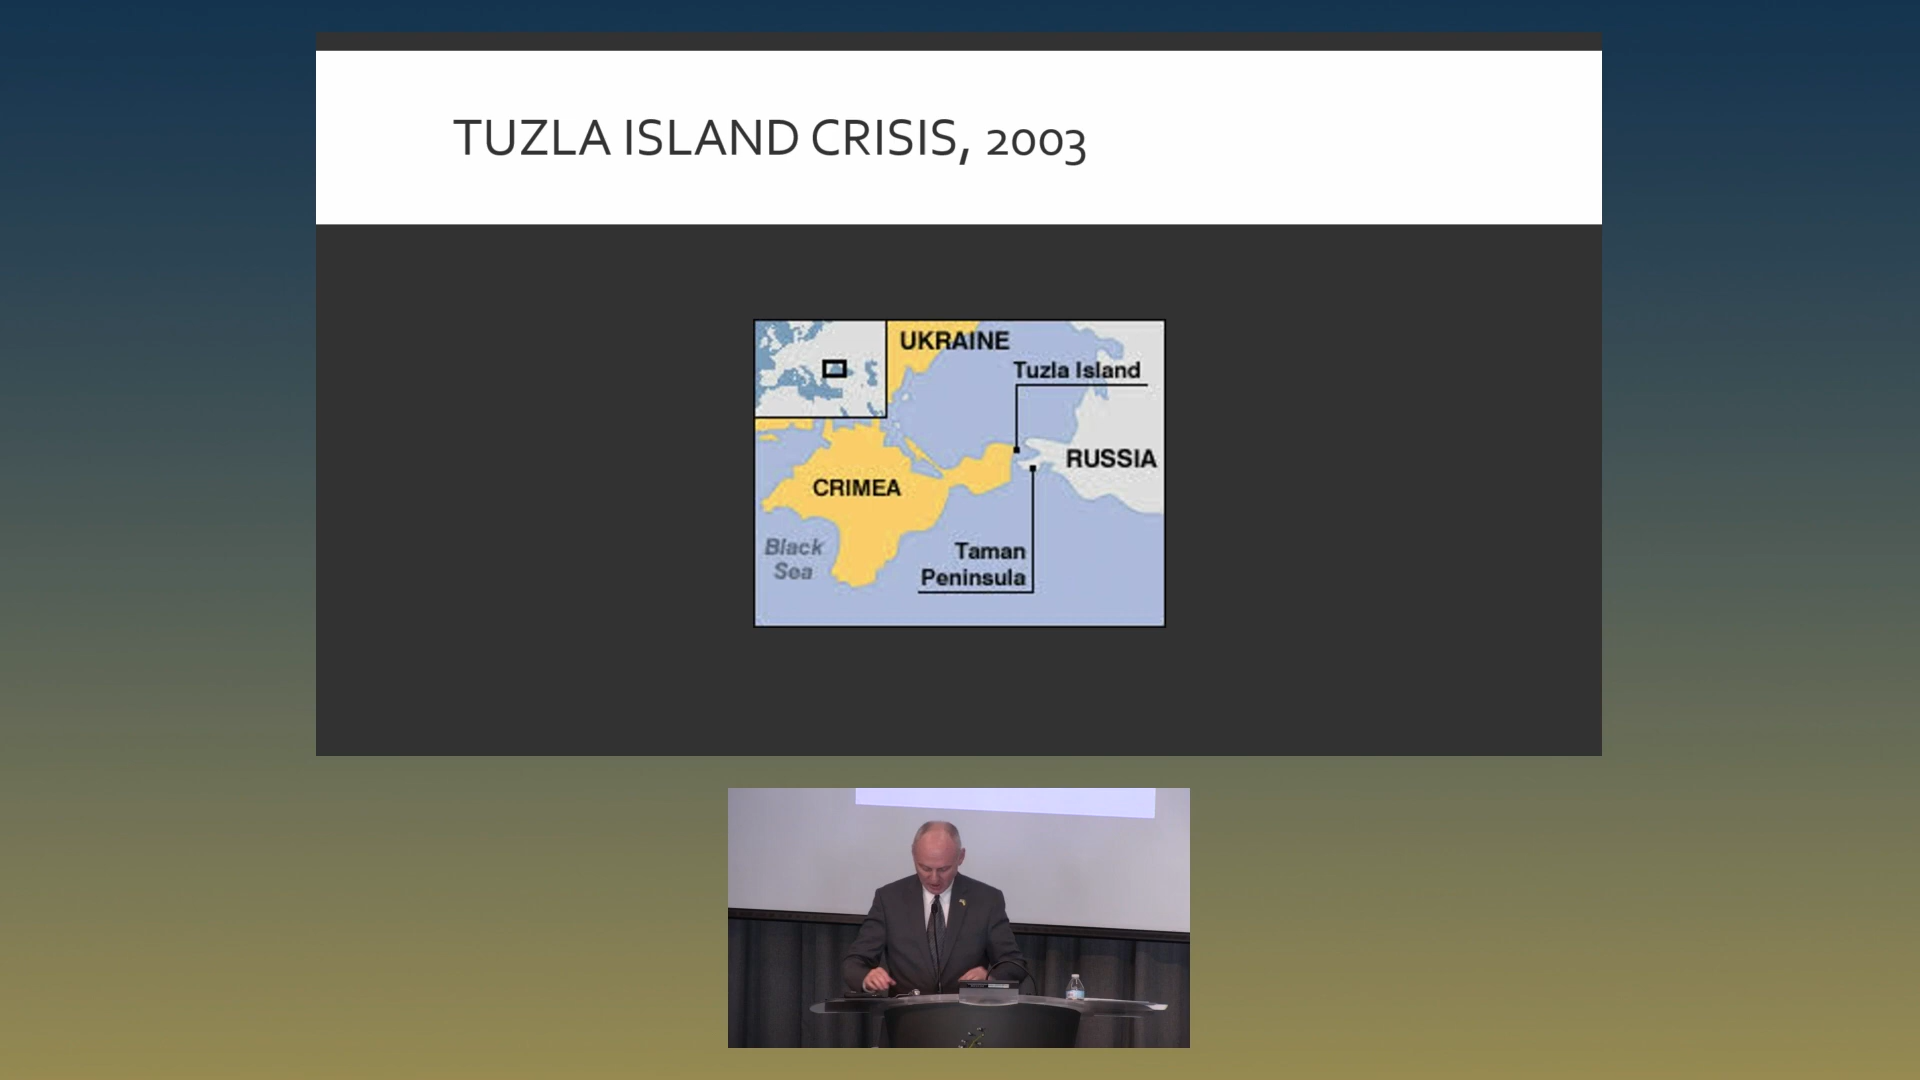 TUZLA ISLAND CRISIS, 2003
UKRAINE
Tuzla Island
RUSSIA
CRIMEA
Black
Sea
Taman
Peninsula